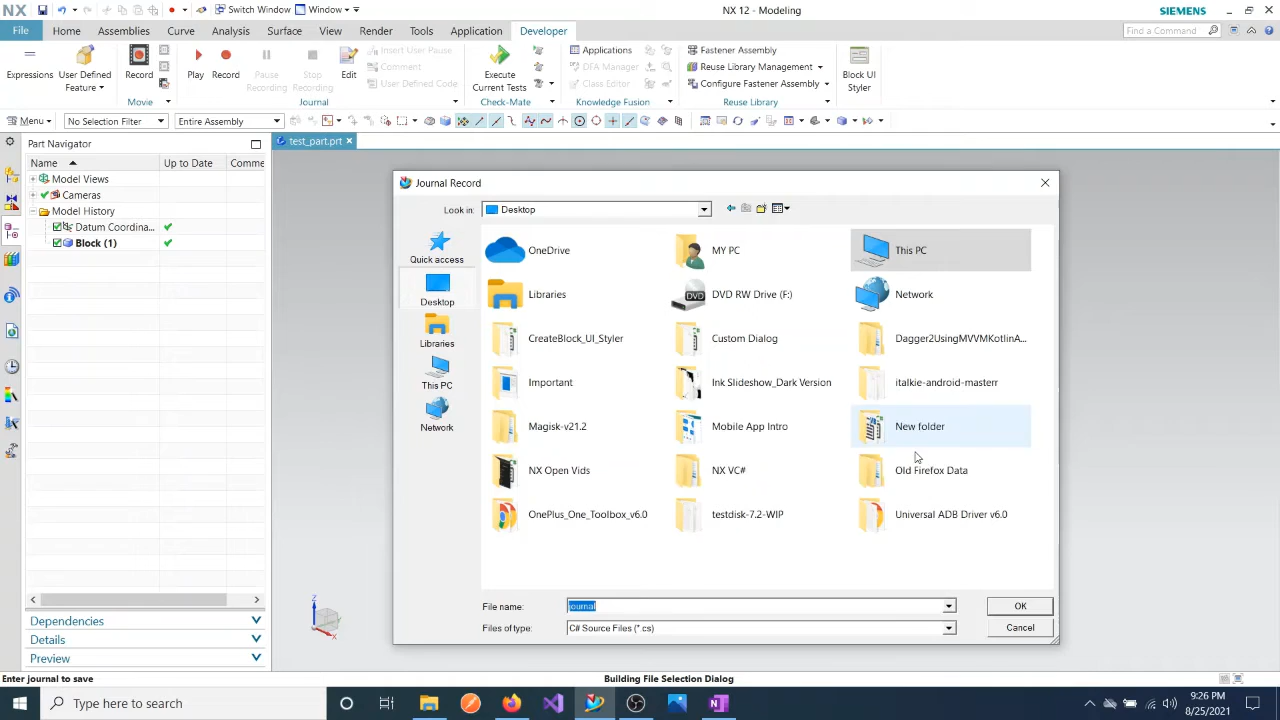 NX
Switch Window
Window
NX 12 - Modeling
SIEMENS
File
Home
Assemblies
Curve
Analysis
Surface
View
Render
Tools
Application
Developer
Find a Command
Expressions
User Defined
Feature
Record
Movie
Play
Record
Pause
Recording
Stop
Recording
Edit
Insert User Pause
Comment
User Defined Code
Journal
Execute
Current Tests
Check-Mate
Applications
DFA Manager
Class Editor
Knowledge Fusion
Fastener Assembly
Reuse Library Management
Configure Fastener Assembly
Reuse Library
Block UI
Styler
Menu
No Selection Filter
Entire Assembly
Part Navigator
Name
Up to Date
Comme
Model Views
Cameras
Model History
Datum Coordina...
Block (1)
Dependencies
Details
Preview
test_part.prt
Journal Record
Look in:
Desktop
Quick access
Desktop
Libraries
This PC
Network
OneDrive
MY PC
This PC
Libraries
DVD RW Drive (F:)
Network
CreateBlock_UI_Styler
Custom Dialog
Dagger2UsingMVVMKotlinA...
Important
Ink Slideshow_Dark Version
italkie-android-masterr
Magisk-v21.2
Mobile App Intro
New folder
NX Open Vids
NX VC#
Old Firefox Data
OnePlus_One_Toolbox_v6.0
testdisk-7.2-WIP
Universal ADB Driver v6.0
File name:
journal
OK
Files of type:
C# Source Files (*.cs)
Cancel
Z
X
Enter journal to save
Building File Selection Dialog
Type here to search
9:26 PM
8/25/2021